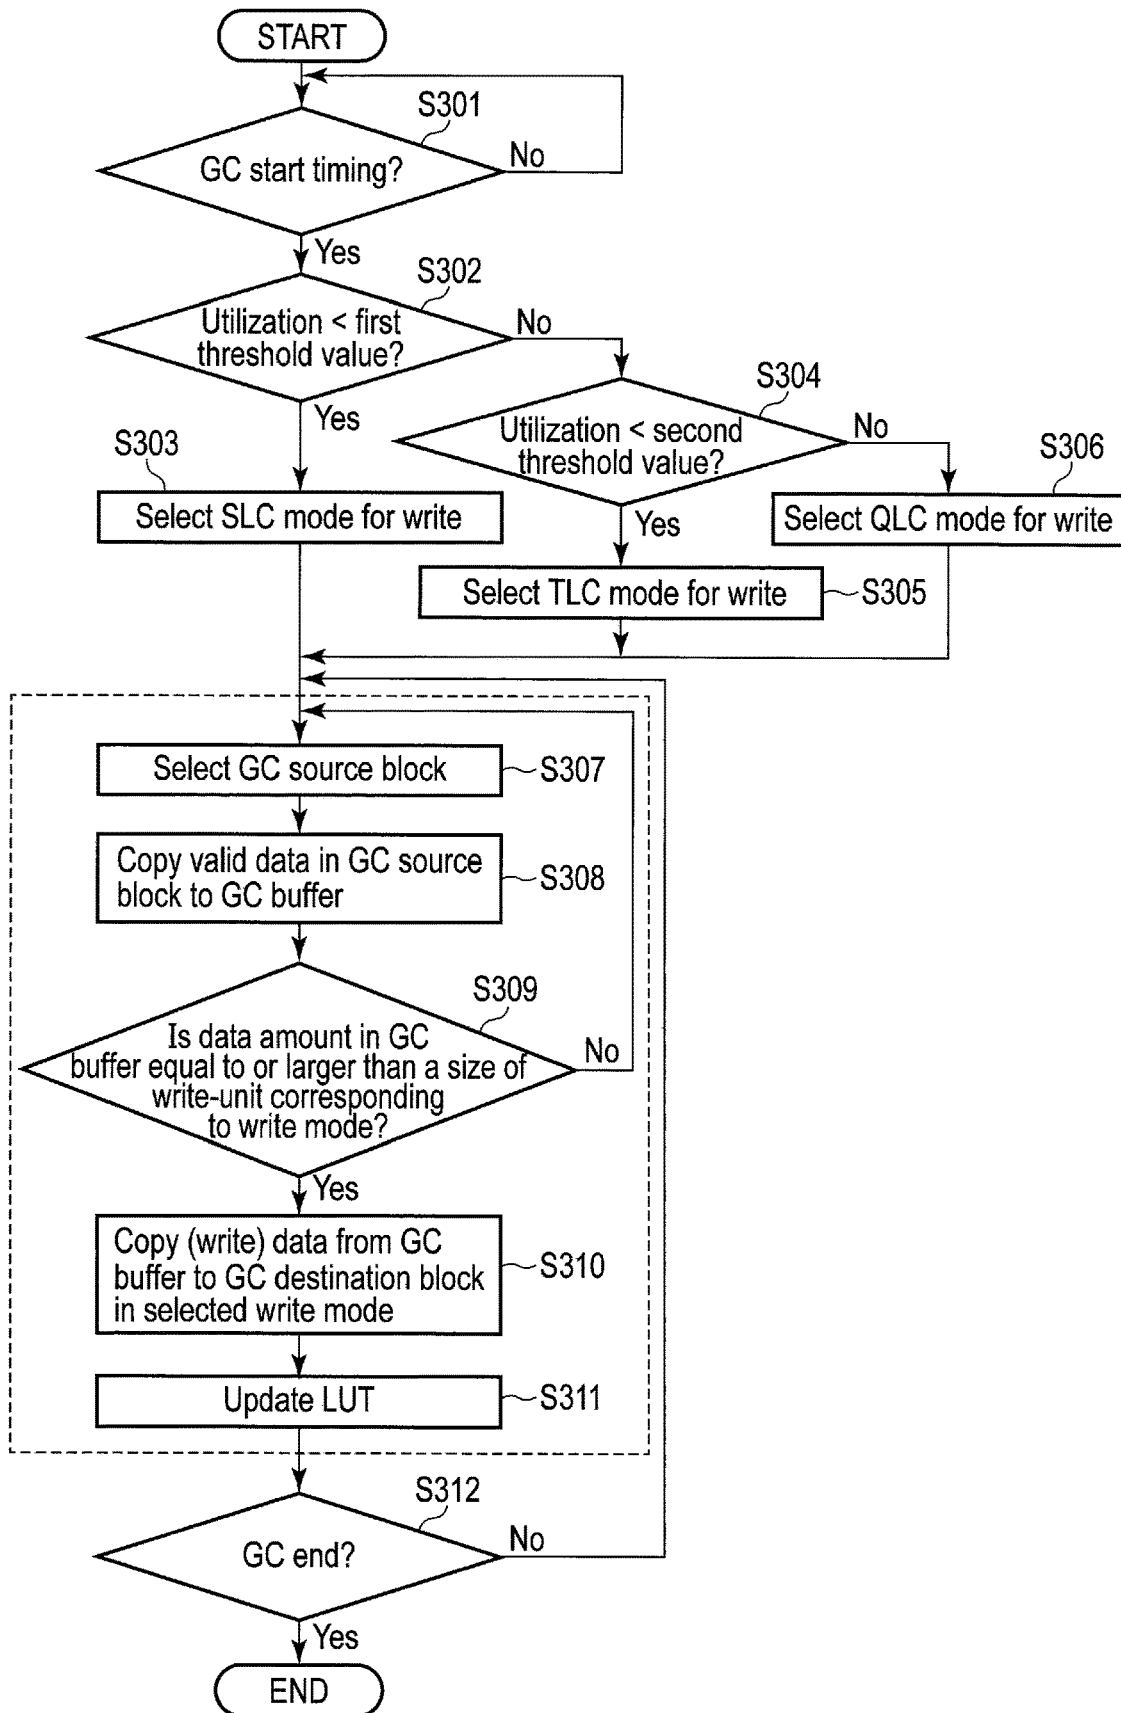 START
S301
GC start timing?
No
Yes
S302
Utilization < first
threshold value?
No
Yes
S304
Utilization < second
threshold value?
No
Yes
S303
Select SLC mode for write
S306
Select QLC mode for write
Select TLC mode for write
S305
Select GC source block
S307
Copy valid data in GC source
block to GC buffer
S308
S309
Is data amount in GC
buffer equal to or larger than a size of
write-unit corresponding
to write mode?
No
Yes
Copy (write) data from GC
buffer to GC destination block
in selected write mode
S310
Update LUT
S311
S312
GC end?
No
Yes
END